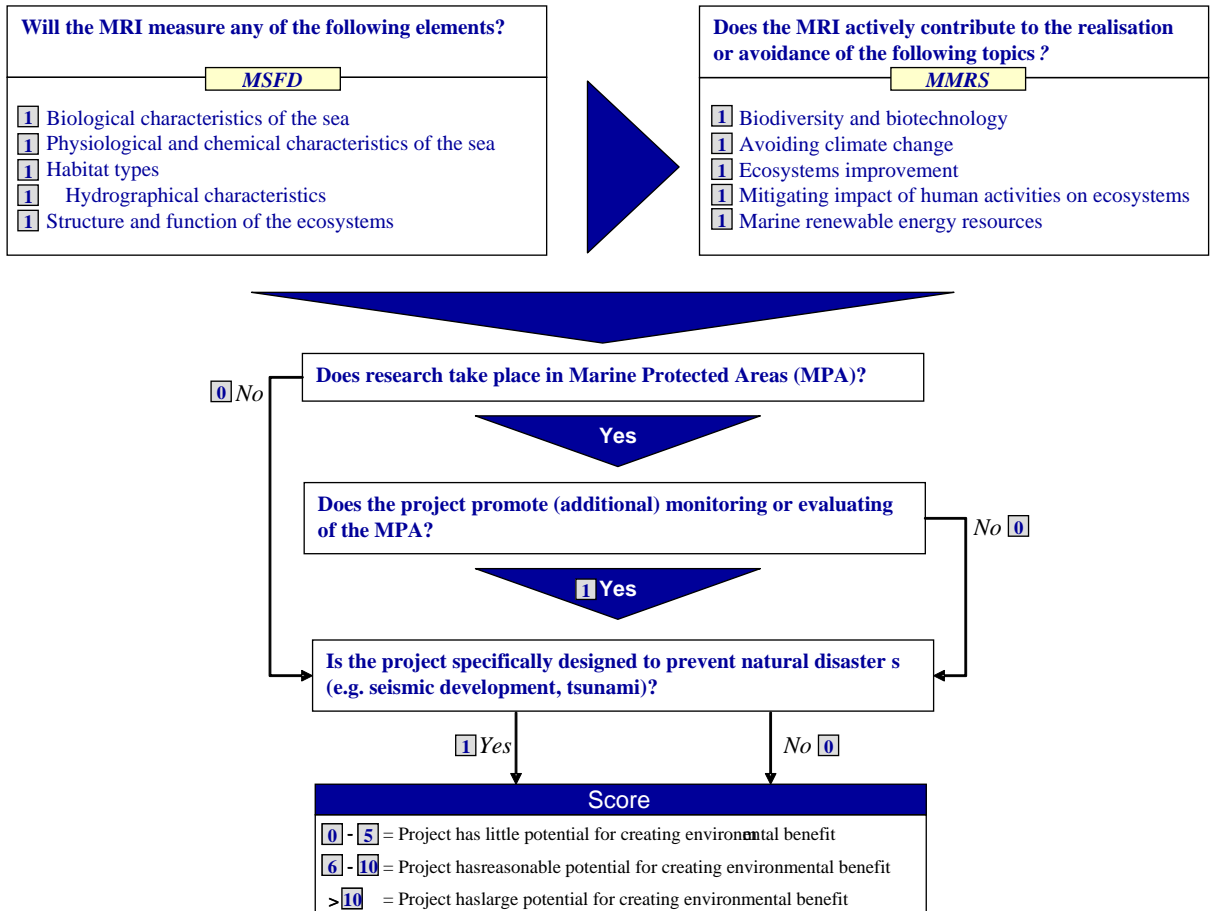 Will the MRI measure any of the following elements?
MSFD
1 Biological characteristics of the sea
1 Physiological and chemical characteristics of the sea
1 Habitat types
1 Hydrographical characteristics
1 Structure and function of the ecosystems
Does the MRI actively contribute to the realisation
or avoidance of the following topics?
MMRS
1 Biodiversity and biotechnology
1 Avoiding climate change
1 Ecosystems improvement
1 Mitigating impact of human activities on ecosystems
1 Marine renewable energy resources
Does research take place in Marine Protected Areas (MPA)?
0 No
Yes
Does the project promote (additional) monitoring or evaluating
of the MPA?
No 0
1 Yes
Is the project specifically designed to prevent natural disaster s
(e.g. seismic development, tsunami)?
1 Yes
No 0
Score
0 - 5 = Project has little potential for creating environmental benefit
6 - 10 = Project hasreasonable potential for creating environmental benefit
>10 = Project haslarge potential for creating environmental benefit